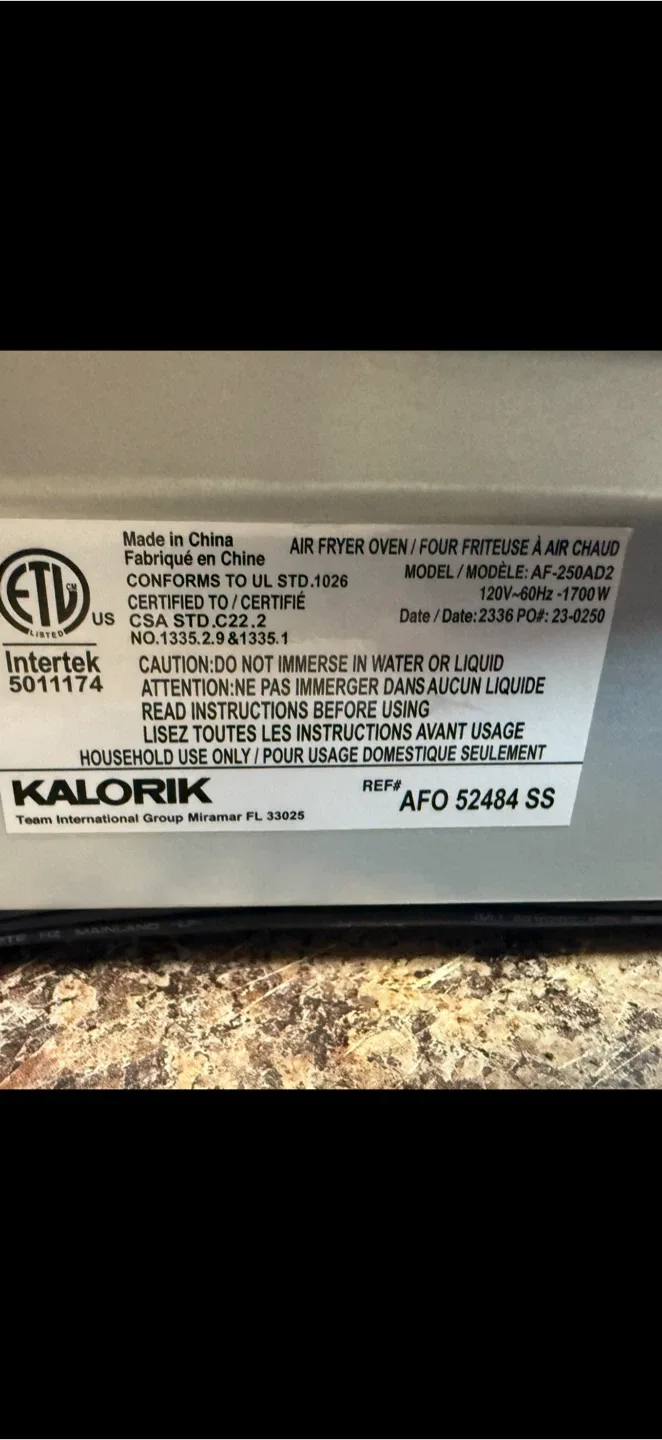 Made in China
Fabriqué en Chine
AIR FRYER OVEN / FOUR FRITEUSE À AIR CHAUD
CONFORMS TO UL STD.1026
CERTIFIED TO / CERTIFIÉ
CSA STD.C22.2
NO.1335.2.9 &1335.1
MODEL / MODÈLE: AF-250AD2
120V~60Hz -1700 W
Date / Date: 2336 PO#: 23-0250
ETL CM
LISTED
US
Intertek
5011174
CAUTION:DO NOT IMMERSE IN WATER OR LIQUID
ATTENTION:NE PAS IMMERGER DANS AUCUN LIQUIDE
READ INSTRUCTIONS BEFORE USING
LISEZ TOUTES LES INSTRUCTIONS AVANT USAGE
HOUSEHOLD USE ONLY / POUR USAGE DOMESTIQUE SEULEMENT
KALORIK
Team International Group Miramar FL 33025
REF# AFO 52484 SS
MAINLAND